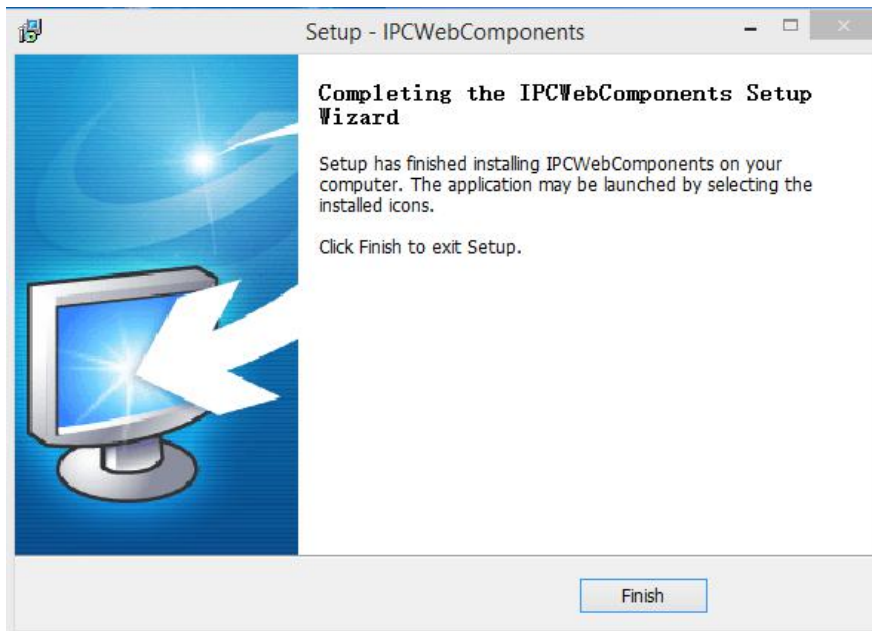 Setup - IPCWebComponents
Completing the IPCWebComponents Setup
Wizard
Setup has finished installing IPCWebComponents on your
computer. The application may be launched by selecting the
installed icons.
Click Finish to exit Setup.
Finish